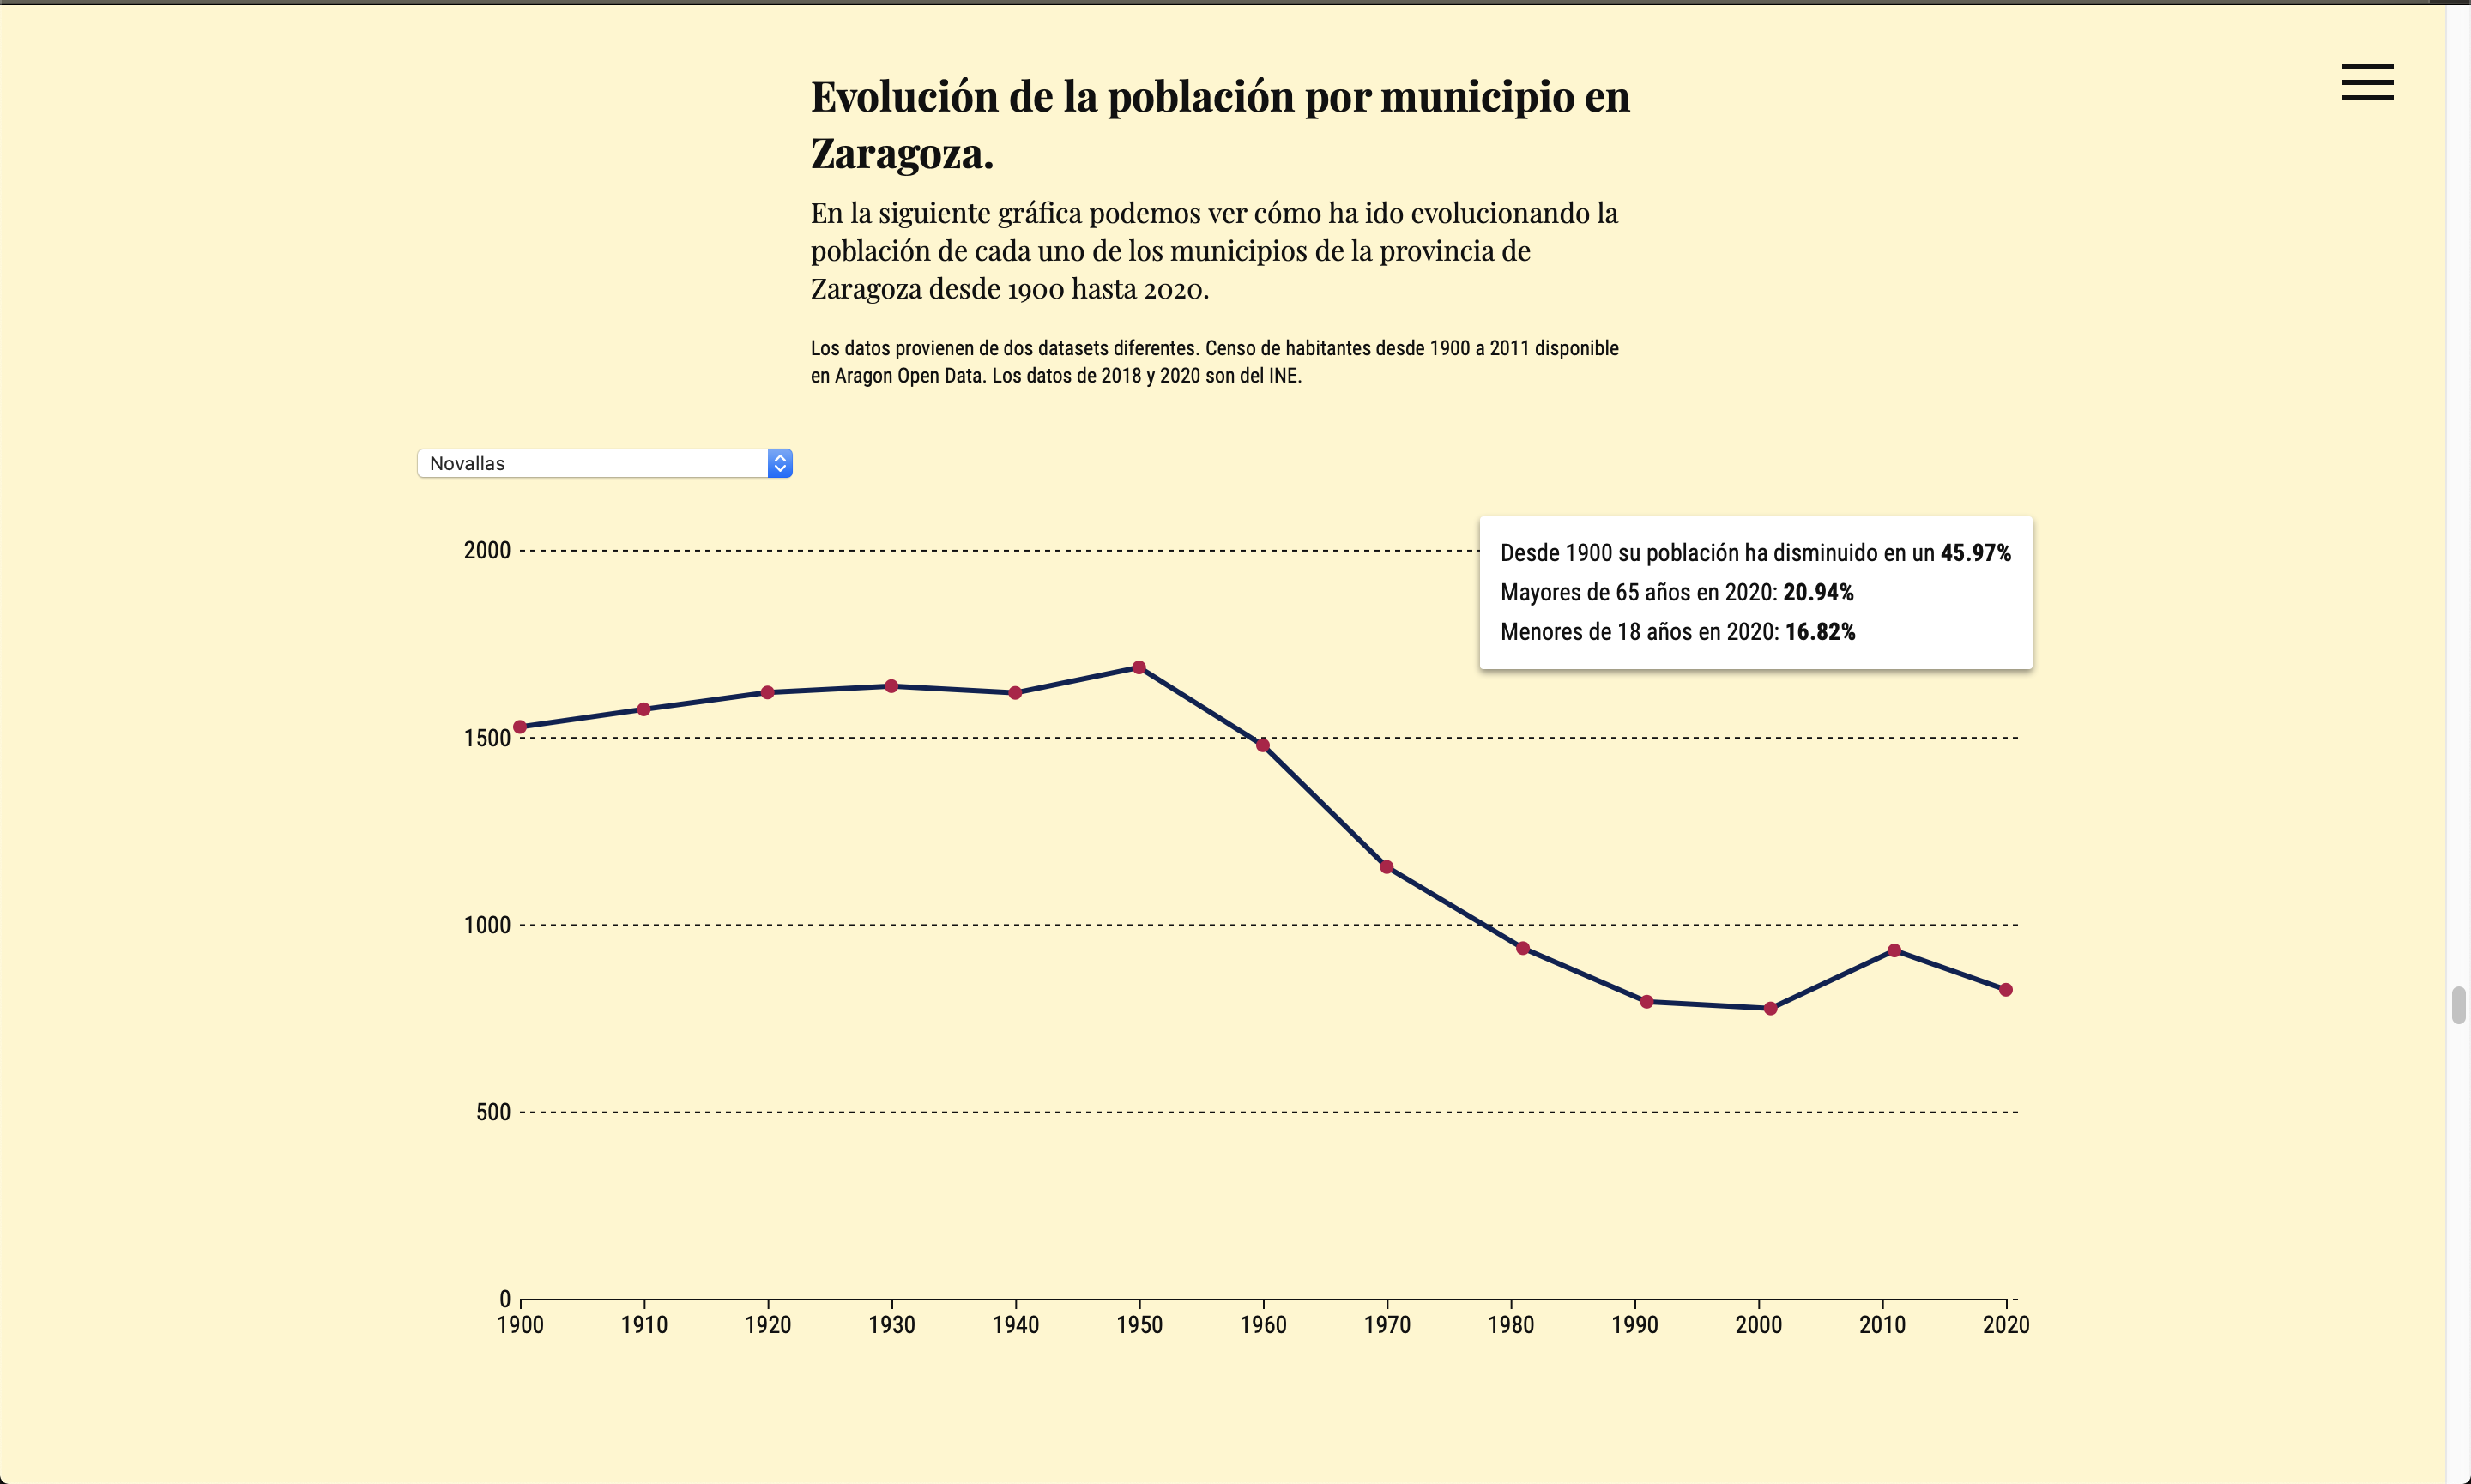 Evolución de la población por municipio en
Zaragoza.
En la siguiente gráfica podemos ver cómo ha ido evolucionando la
población de cada uno de los municipios de la provincia de
Zaragoza desde 1900 hasta 2020.
Los datos provienen de dos datasets diferentes. Censo de habitantes desde 1900 a 2011 disponible
en Aragon Open Data. Los datos de 2018 y 2020 son del INE.
Novallas
Desde 1900 su población ha disminuido en un 45.97%
Mayores de 65 años en 2020: 20.94%
Menores de 18 años en 2020: 16.82%
2000
1500
1000
500
0
1900 1910 1920 1930 1940 1950 1960 1970 1980 1990 2000 2010 2020